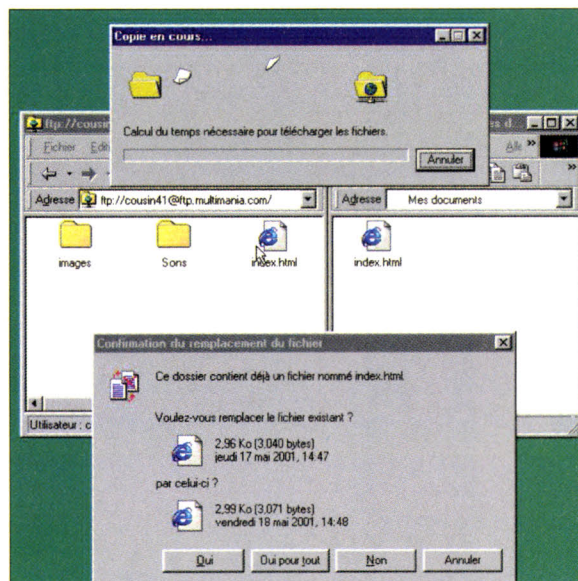 Copie en cours...
Calcul du temps nécessaire pour télécharger les fichiers.
Annuler
ftp://cousin
Fichier
Adresse ftp://cousin41@ftp.multimania.com/
Adresse Mes documents
images Sons index.html
index.html
Utilisateur : c
Confirmation du remplacement du fichier
Ce dossier contient déjà un fichier nommé index.html
Voulez-vous remplacer le fichier existant ?
2,96 Ko (3.040 bytes)
jeudi 17 mai 2001, 14:47
par celui-ci ?
2,99 Ko (3,071 bytes)
vendredi 18 mai 2001, 14:48
Oui Oui pour tout Non Annuler